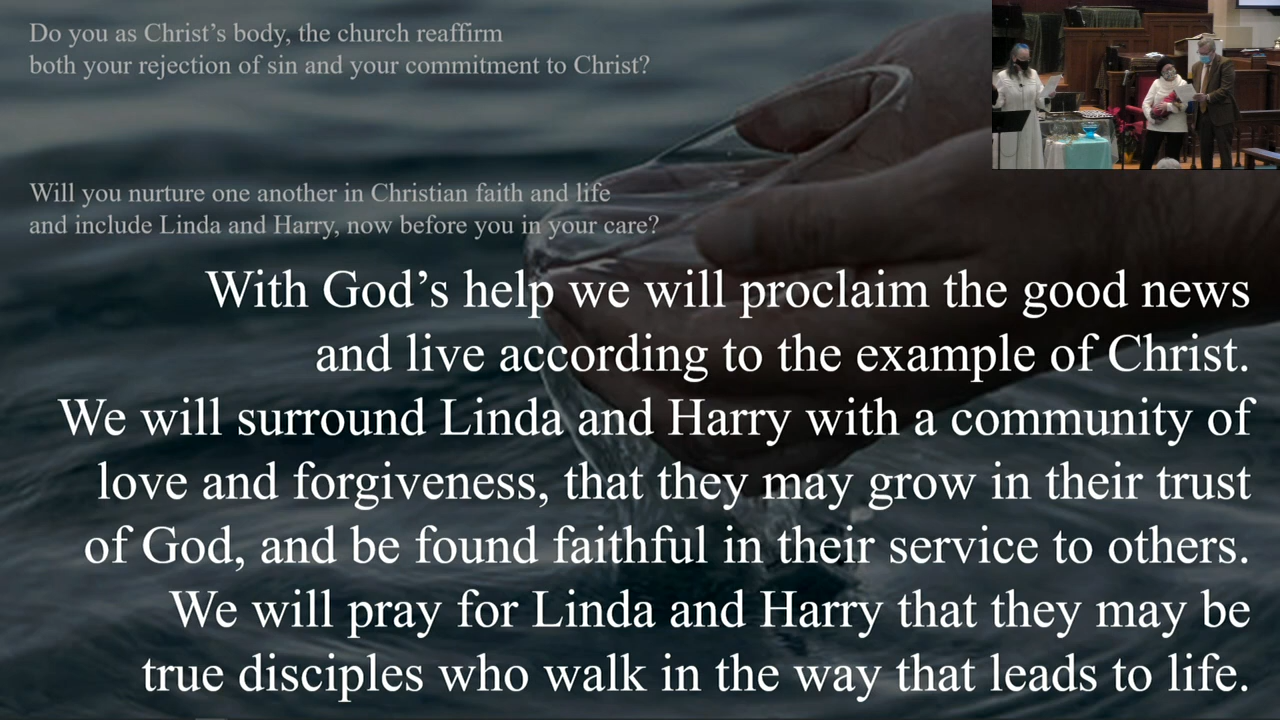 Do you as Christ’s body, the church reaffirm
both your rejection of sin and your commitment to Christ?
Will you nurture one another in Christian faith and life
and include Linda and Harry, now before you in your care?
With God’s help we will proclaim the good news
and live according to the example of Christ.
We will surround Linda and Harry with a community of
love and forgiveness, that they may grow in their trust
of God, and be found faithful in their service to others.
We will pray for Linda and Harry that they may be
true disciples who walk in the way that leads to life.